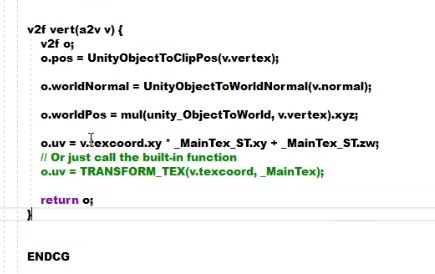 v2f vert(a2v v) {
v2f o;
o.pos = UnityObjectToClipPos(v.vertex);
o.worldNormal = UnityObjectToWorldNormal(v.normal);
o.worldPos = mul(unity_ObjectToWorld, v.vertex).xyz;
o.uv = v.texcoord.xy * _MainTex_ST.xy + _MainTex_ST.zw;
// Or just call the built-in function
o.uv = TRANSFORM_TEX(v.texcoord, _MainTex);
return o;
}
ENDCG